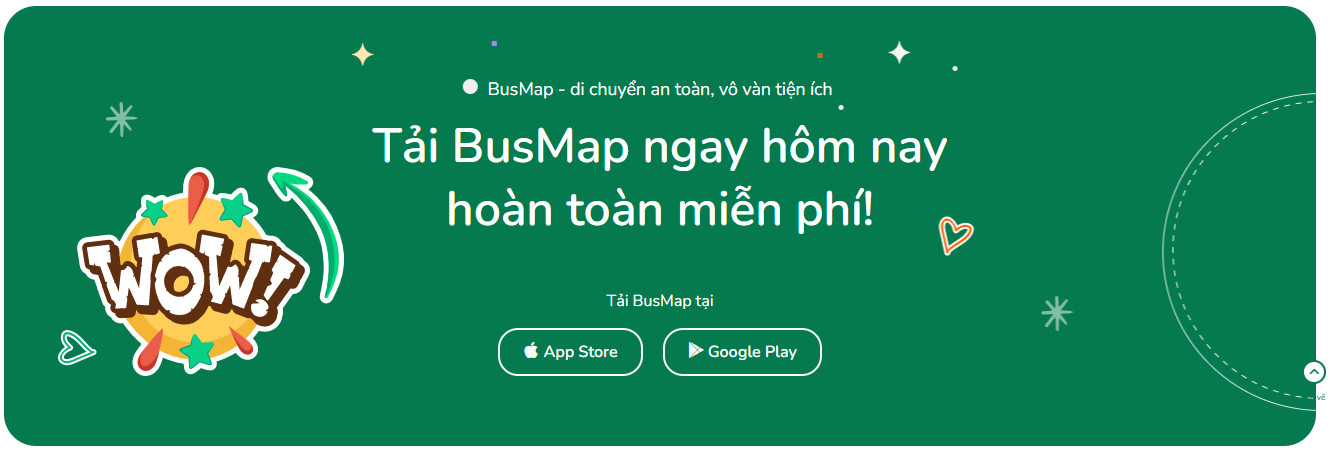 BusMap - di chuyển an toàn, vô vàn tiện ích
Tải BusMap ngay hôm nay
hoàn toàn miễn phí!
WOW!
Tải BusMap tại
App Store
Google Play
về